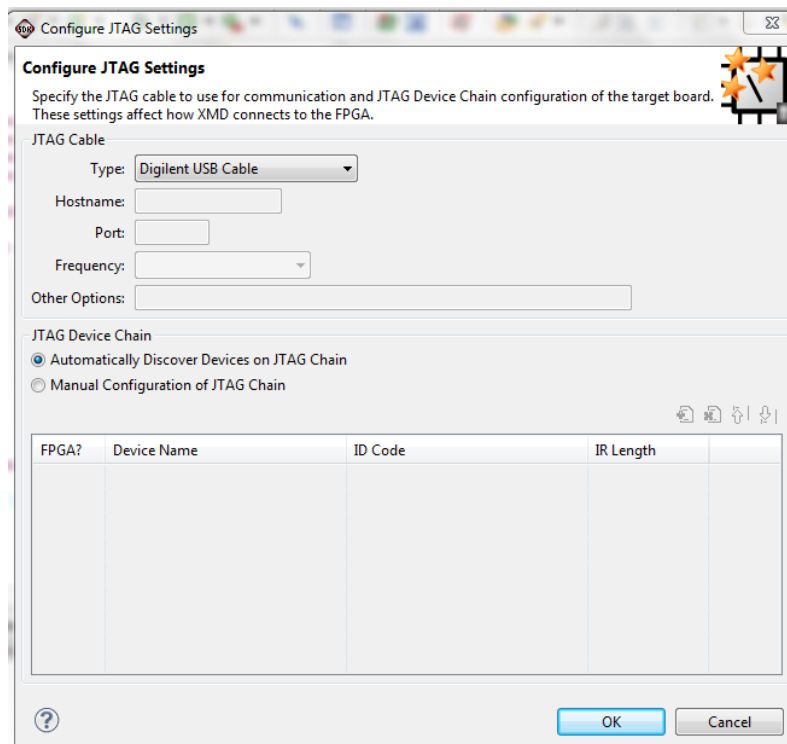 SDK Configure JTAG Settings
Configure JTAG Settings
Specify the JTAG cable to use for communication and JTAG Device Chain configuration of the target board.
These settings affect how XMD connects to the FPGA.
JTAG Cable
Type: Digilent USB Cable
Hostname:
Port:
Frequency:
Other Options:
JTAG Device Chain
Automatically Discover Devices on JTAG Chain
Manual Configuration of JTAG Chain
FPGA? Device Name ID Code IR Length
? OK Cancel